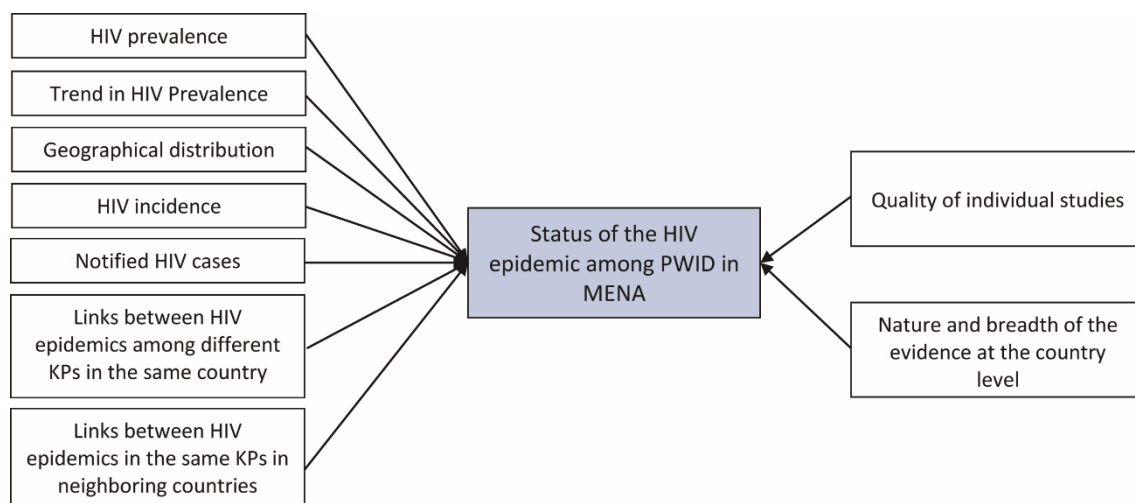 HIV prevalence
Trend in HIV Prevalence
Geographical distribution
HIV incidence
Notified HIV cases
Links between HIV
epidemics among different
KPs in the same country
Links between HIV
epidemics in the same KPs in
neighboring countries
Status of the HIV
epidemic among PWID in
MENA
Quality of individual studies
Nature and breadth of the
evidence at the country
level